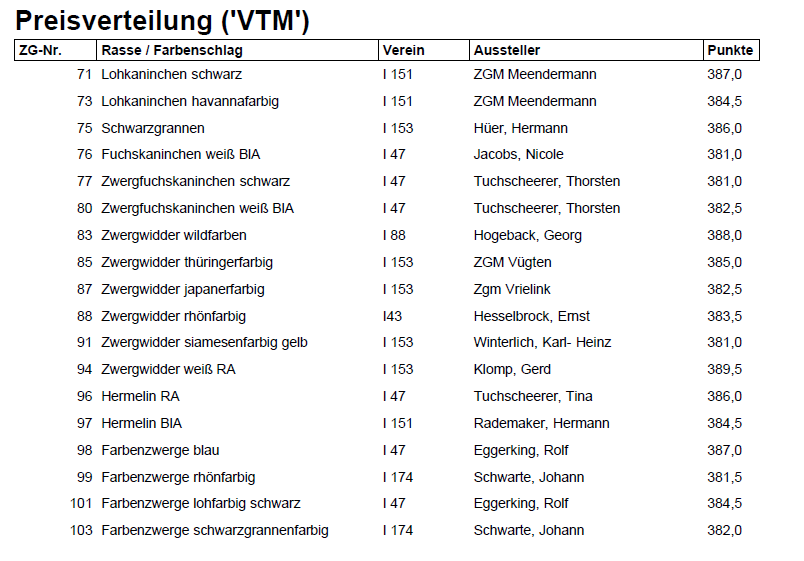 Preisverteilung ('VTM')
ZG-Nr. Rasse / Farbenschlag Verein Aussteller Punkte
71 Lohkaninchen schwarz I 151 ZGM Meendermann 387,0
73 Lohkaninchen havannafarbig I 151 ZGM Meendermann 384,5
75 Schwarzgrannen I 153 Hüer, Hermann 386,0
76 Fuchskaninchen weiß BlA I 47 Jacobs, Nicole 381,0
77 Zwergfuchskaninchen schwarz I 47 Tuchscheerer, Thorsten 381,0
80 Zwergfuchskaninchen weiß BlA I 47 Tuchscheerer, Thorsten 382,5
83 Zwergwidder wildfarben I 88 Hogeback, Georg 388,0
85 Zwergwidder thüringerfarbig I 153 ZGM Vügten 385,0
87 Zwergwidder japanerfarbig I 153 Zgm Vrielink 382,5
88 Zwergwidder rhönfarbig I43 Hesselbrock, Ernst 383,5
91 Zwergwidder siamesenfarbig gelb I 153 Winterlich, Karl- Heinz 381,0
94 Zwergwidder weiß RA I 153 Klomp, Gerd 389,5
96 Hermelin RA I 47 Tuchscheerer, Tina 386,0
97 Hermelin BlA I 151 Rademaker, Hermann 384,5
98 Farbenzwerge blau I 47 Eggerking, Rolf 387,0
99 Farbenzwerge rhönfarbig I 174 Schwarte, Johann 381,5
101 Farbenzwerge lohfarbig schwarz I 47 Eggerking, Rolf 384,5
103 Farbenzwerge schwarzgrannenfarbig I 174 Schwarte, Johann 382,0